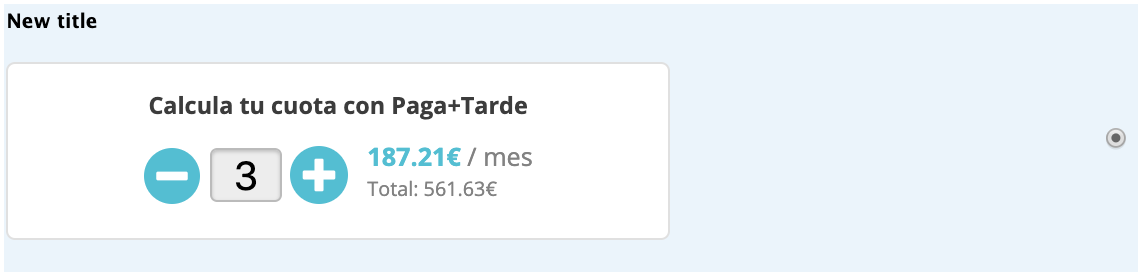 New title
Calcula tu cuota con Paga+Tarde
3
187.21€ / mes
Total: 561.63€